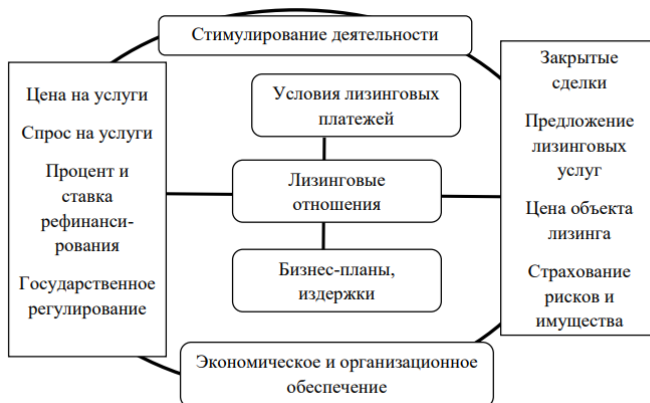 Стимулирование деятельности
Цена на услуги
Спрос на услуги
Процент и
ставка
рефинанси-
рования
Государственное
регулирование
Условия лизинговых
платежей
Лизинговые
отношения
Бизнес-планы,
издержки
Закрытые
сделки
Предложение
лизинговых
услуг
Цена объекта
лизинга
Страхование
рисков и
имущества
Экономическое и организационное
обеспечение